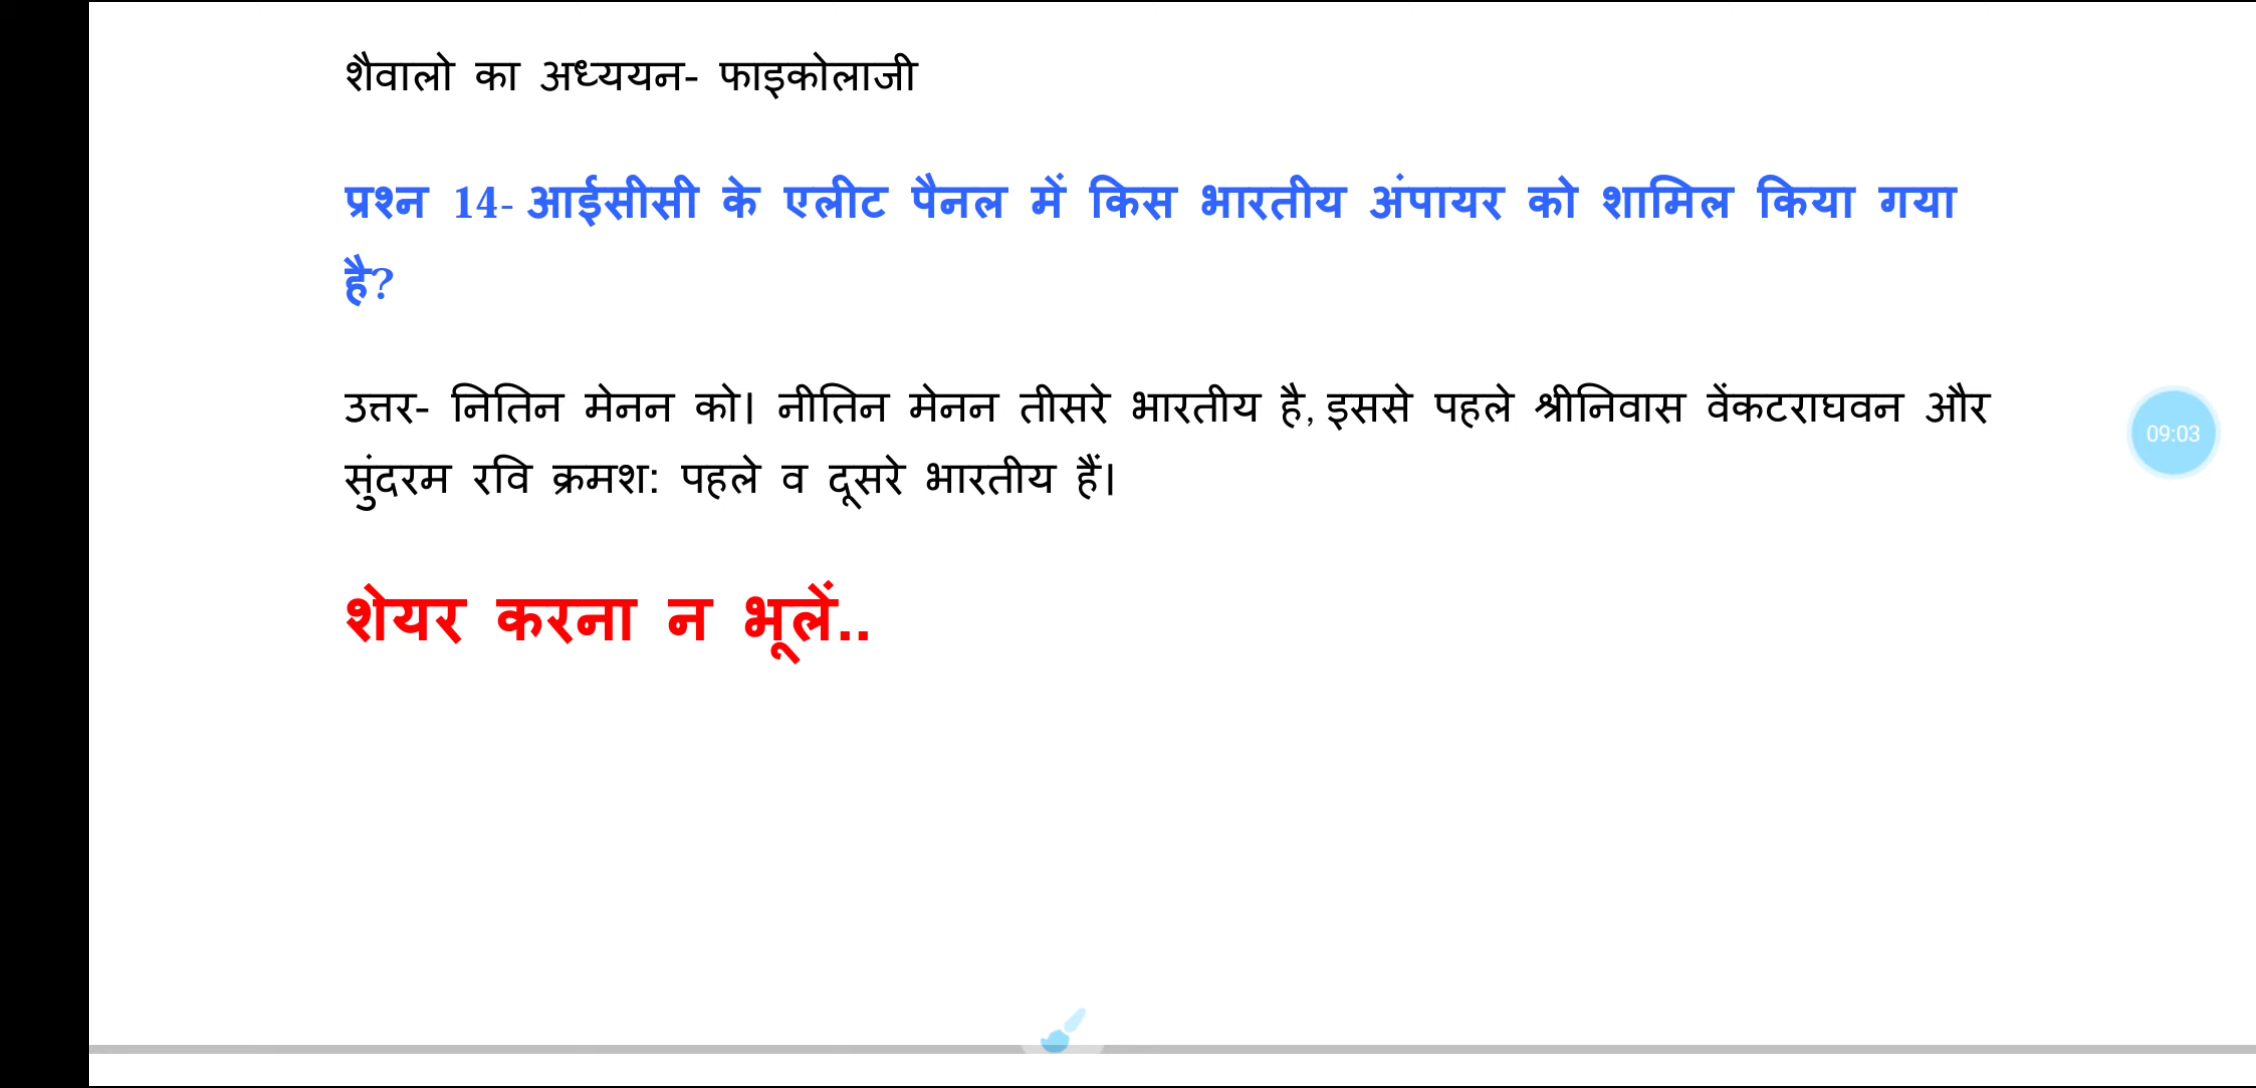 शैवालो का अध्ययन- फाइकोलाजी
प्रश्न 14- आईसीसी के एलीट पैनल में किस भारतीय अंपायर को शामिल किया गया
है?
उत्तर- नितिन मेनन को। नीतिन मेनन तीसरे भारतीय है, इससे पहले श्रीनिवास वेंकटराघवन और
सुंदरम रवि क्रमश: पहले व दूसरे भारतीय हैं।
09:03
शेयर करना न भूलें..